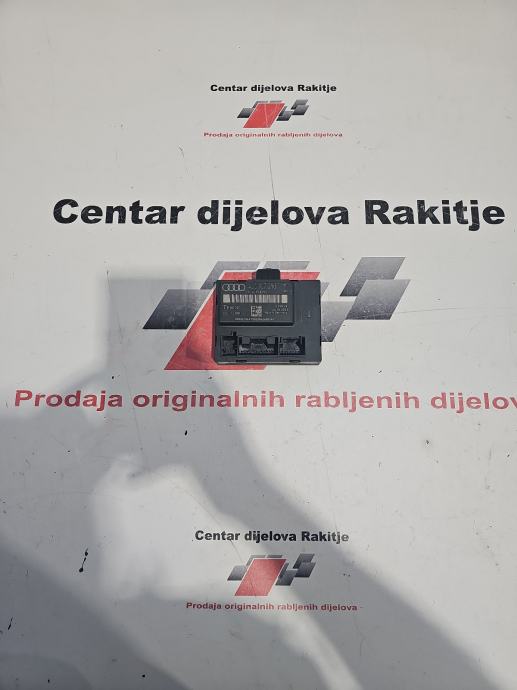 Centar dijelova Rakitje
Prodaja originalnih rabljenih dijelova
Centar dijelova Rakitje
Prodaja originalnih rabljenih dijelov
Centar dijelova Rakitje
Prodaja originalnih rabljenih dijelova